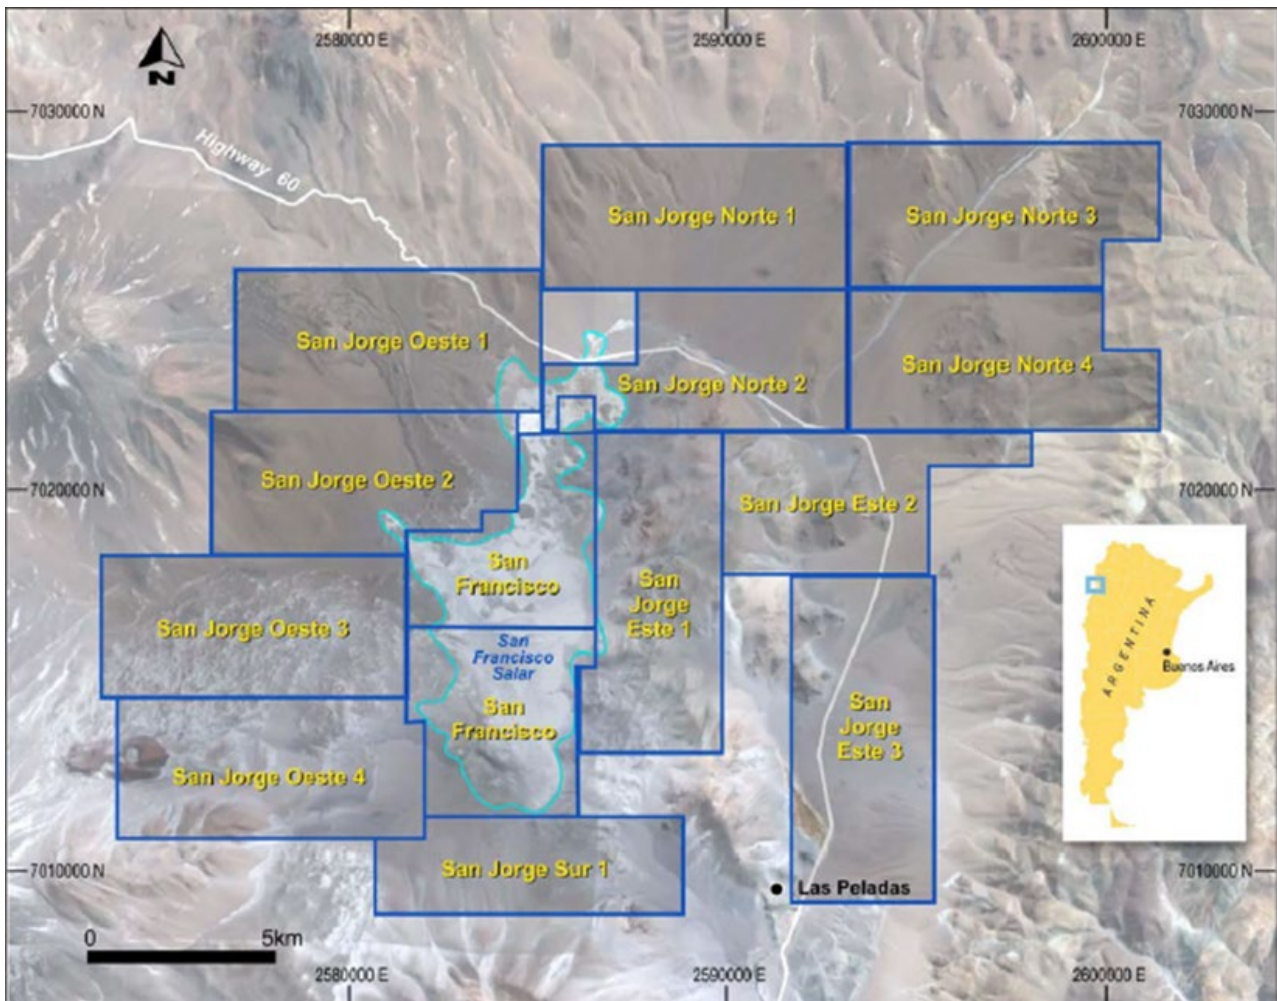 2580000 E
2590000 E
2600000 E
N
7030000 N
7030000 N
Highway 60
San Jorge Norte 1
San Jorge Norte 3
San Jorge Oeste 1
San Jorge Norte 2
San Jorge Norte 4
San Jorge Oeste 2
7020000 N
7020000 N
San Jorge Este 2
San
Francisco
San
Jorge
Este 1
San Jorge Oeste 3
San
Francisco
Salar
San
Francisco
San
Jorge
Este 3
San Jorge Oeste 4
ARGENTINA
Buenos Aires
7010000 N
7010000 N
San Jorge Sur 1
Las Peladas
0
5km
2580000 E
2590000 E
2600000 E